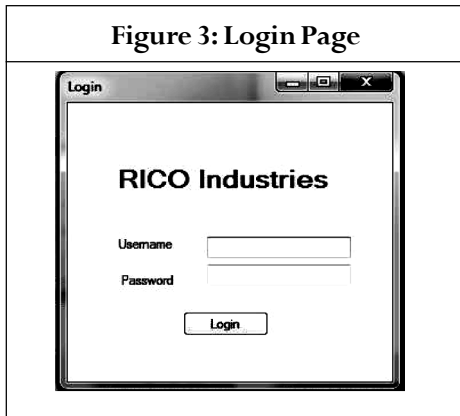 Figure 3: Login Page
Login
RICO Industries
Username
Password
Login